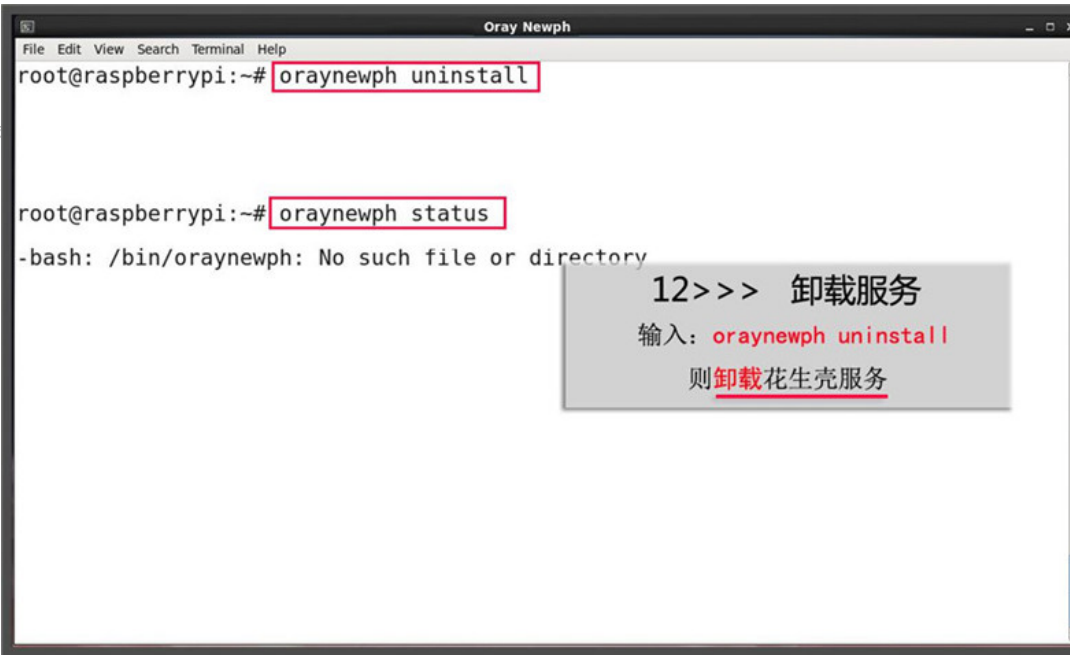 Oray Newph
File Edit View Search Terminal Help
root@raspberrypi:~# oraynewph uninstall
root@raspberrypi:~# oraynewph status
-bash: /bin/oraynewph: No such file or directory
12>>> 卸载服务
输入：oraynewph uninstall
则卸载花生壳服务